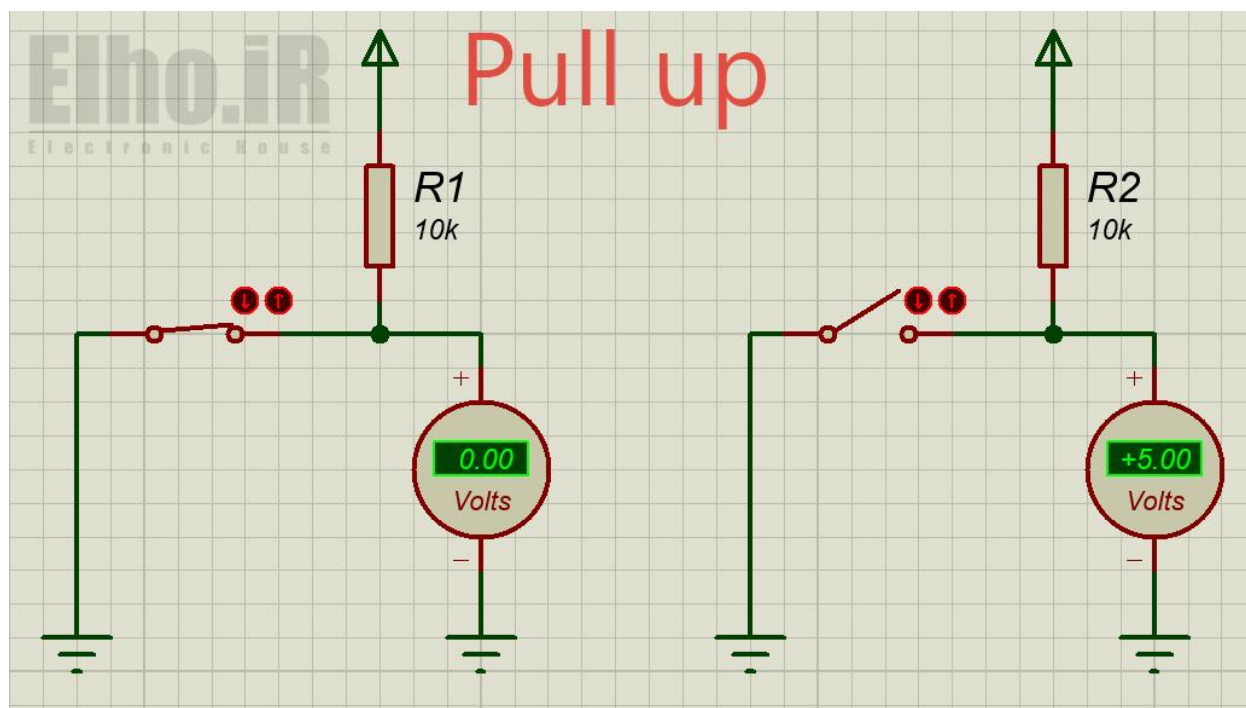 Elho.iR
Electronic House
Pull up
R1
10k
R2
10k
+
0.00
Volts
−
+
+5.00
Volts
−